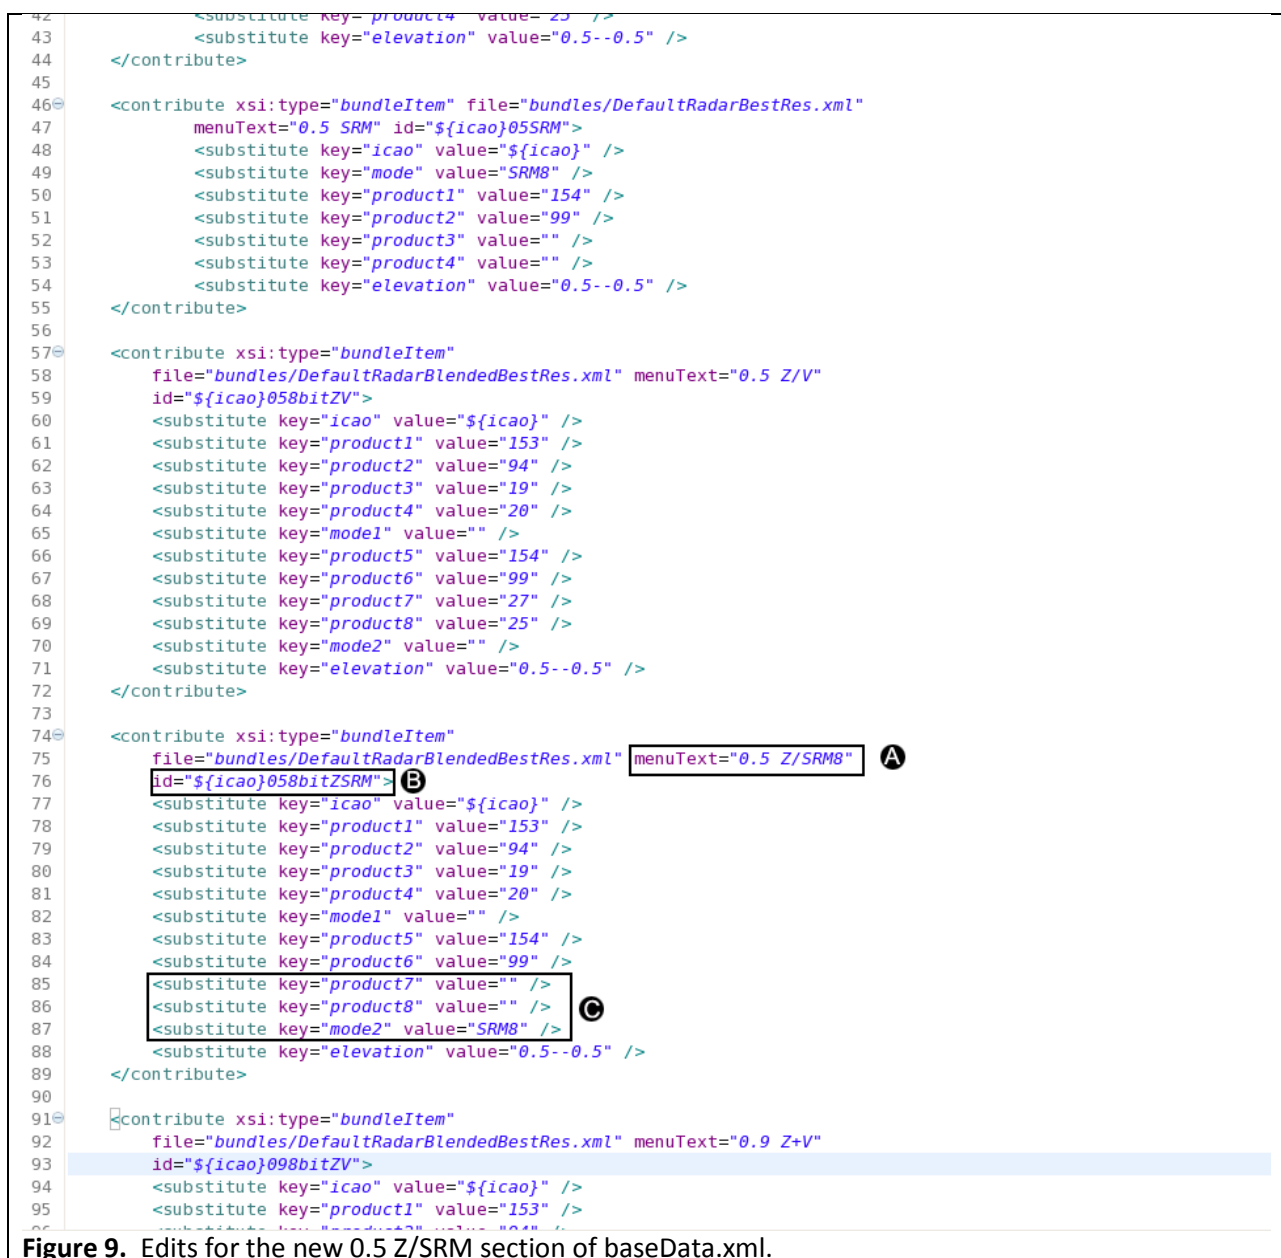 42 <substitute key="product4" value="25" />
43 <substitute key="elevation" value="0.5--0.5" />
44 </contribute>
45
46 <contribute xsi:type="bundleItem" file="bundles/DefaultRadarBestRes.xml"
47 menuText="0.5 SRM" id="${icao}05SRM">
48 <substitute key="icao" value="${icao}" />
49 <substitute key="mode" value="SRM8" />
50 <substitute key="product1" value="154" />
51 <substitute key="product2" value="99" />
52 <substitute key="product3" value="" />
53 <substitute key="product4" value="" />
54 <substitute key="elevation" value="0.5--0.5" />
55 </contribute>
56
57 <contribute xsi:type="bundleItem"
58 file="bundles/DefaultRadarBlendedBestRes.xml" menuText="0.5 Z/V"
59 id="${icao}058bitZV">
60 <substitute key="icao" value="${icao}" />
61 <substitute key="product1" value="153" />
62 <substitute key="product2" value="94" />
63 <substitute key="product3" value="19" />
64 <substitute key="product4" value="20" />
65 <substitute key="mode1" value="" />
66 <substitute key="product5" value="154" />
67 <substitute key="product6" value="99" />
68 <substitute key="product7" value="27" />
69 <substitute key="product8" value="25" />
70 <substitute key="mode2" value="" />
71 <substitute key="elevation" value="0.5--0.5" />
72 </contribute>
73
74 <contribute xsi:type="bundleItem"
75 file="bundles/DefaultRadarBlendedBestRes.xml" menuText="0.5 Z/SRM8" A
76 id="${icao}058bitZSRM"> B
77 <substitute key="icao" value="${icao}" />
78 <substitute key="product1" value="153" />
79 <substitute key="product2" value="94" />
80 <substitute key="product3" value="19" />
81 <substitute key="product4" value="20" />
82 <substitute key="mode1" value="" />
83 <substitute key="product5" value="154" />
84 <substitute key="product6" value="99" />
85 <substitute key="product7" value="" />
86 <substitute key="product8" value="" /> C
87 <substitute key="mode2" value="SRM8" />
88 <substitute key="elevation" value="0.5--0.5" />
89 </contribute>
90
91 <contribute xsi:type="bundleItem"
92 file="bundles/DefaultRadarBlendedBestRes.xml" menuText="0.9 Z+V"
93 id="${icao}098bitZV">
94 <substitute key="icao" value="${icao}" />
95 <substitute key="product1" value="153" />
Figure 9. Edits for the new 0.5 Z/SRM section of baseData.xml.